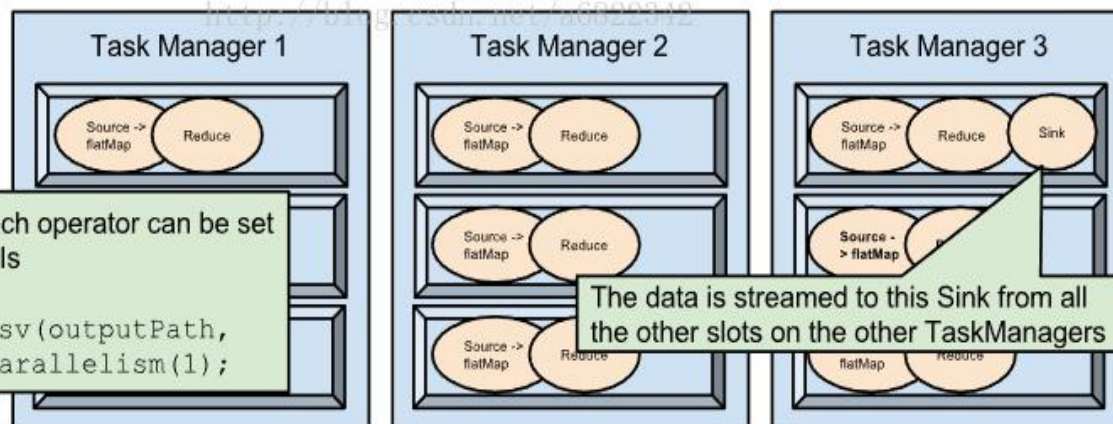 http://blog.csdn.net/a6822342
Task Manager 1
Task Manager 2
Task Manager 3
Source ->
flatMap
Reduce
Source ->
flatMap
Reduce
Source ->
flatMap
Reduce
Sink
ch operator can be set
ls
sv(outputPath,
arallelism(1);
Source ->
flatMap
Reduce
Source -
> flatMap
The data is streamed to this Sink from all
the other slots on the other TaskManagers
Source ->
flatMap
Reduce
flatMap
Reduce